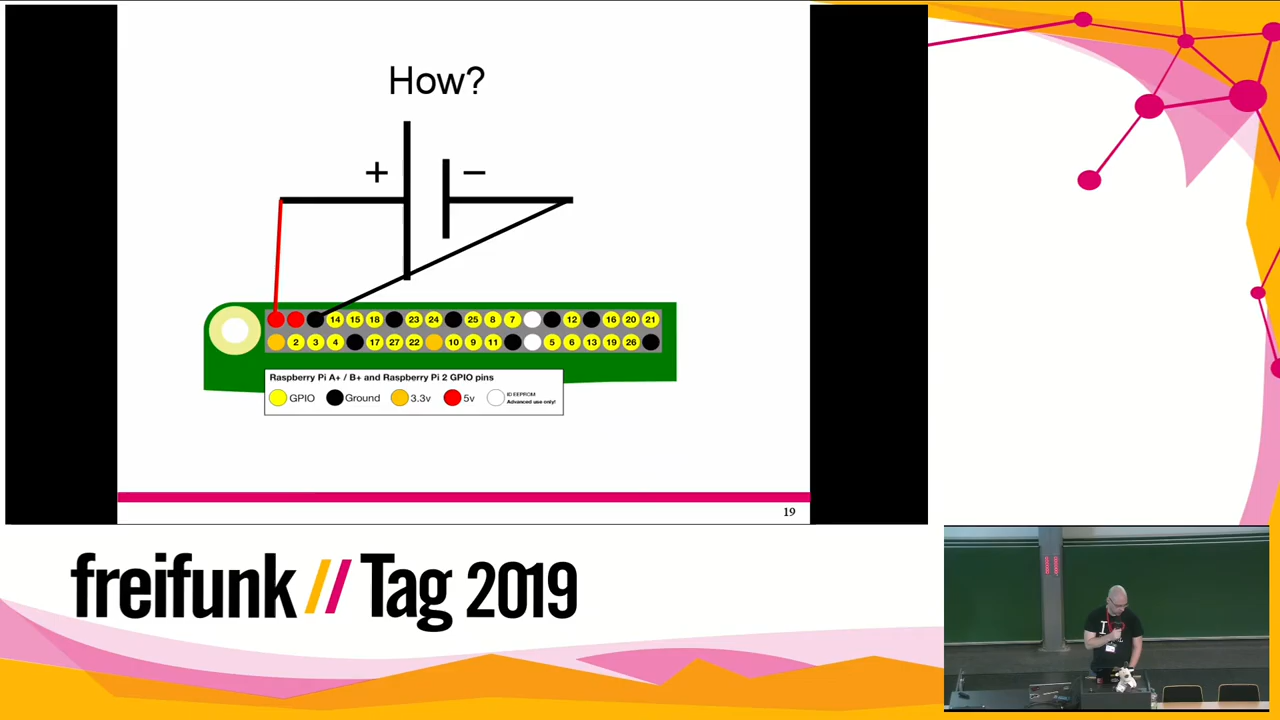 How?
+ −
14 15 18 23 24 25 8 7 12 16 20 21
2 3 4 17 27 22 10 9 11 5 6 13 19 26
Raspberry Pi A+ / B+ and Raspberry Pi 2 GPIO pins
GPIO Ground 3.3v 5v ID EEPROM
Advanced use only!
19
freifunk // Tag 2019